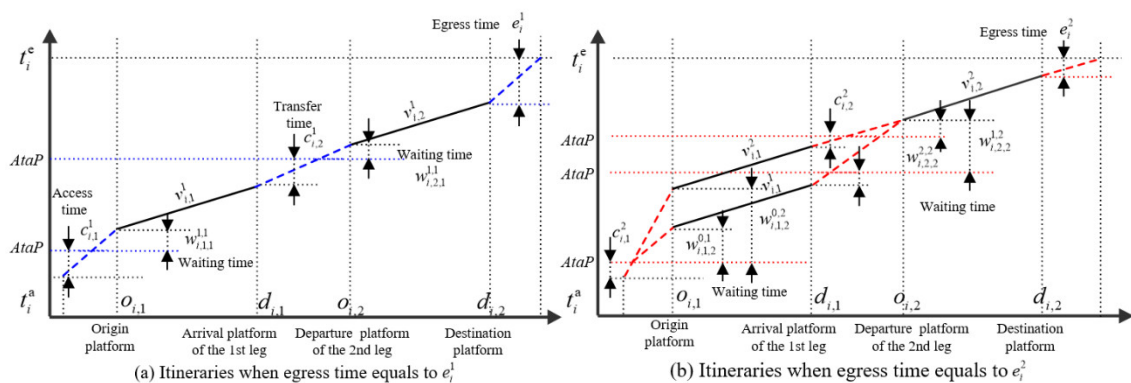 Egress time e_i^1
t_i^e
Transfer
time
c_{i,2}^1
v_{i,2}^1
AtaP
Waiting time
w_{i,2,1}^{1,1}
Access
time
c_{i,1}^1
v_{i,1}^1
w_{i,1,1}^{1,1}
AtaP
Waiting time
t_i^a
o_{i,1}
d_{i,1}
o_{i,2}
d_{i,2}
Origin
platform
Arrival platform
of the 1st leg
Departure platform
of the 2nd leg
Destination
platform
(a) Itineraries when egress time equals to e_i^1
Egress time e_i^2
t_i^e
c_{i,2}^2
v_{i,2}^2
AtaP
v_{i,1}^2
w_{i,2,2}^{2,2}
w_{i,2,2}^{1,2}
AtaP
v_{i,1}^1
Waiting time
c_{i,1}^2
w_{i,1,2}^{0,1}
w_{i,1,2}^{0,2}
AtaP
Waiting time
t_i^a
o_{i,1}
d_{i,1}
o_{i,2}
d_{i,2}
Origin
platform
Arrival platform
of the 1st leg
Departure platform
of the 2nd leg
Destination
platform
(b) Itineraries when egress time equals to e_i^2